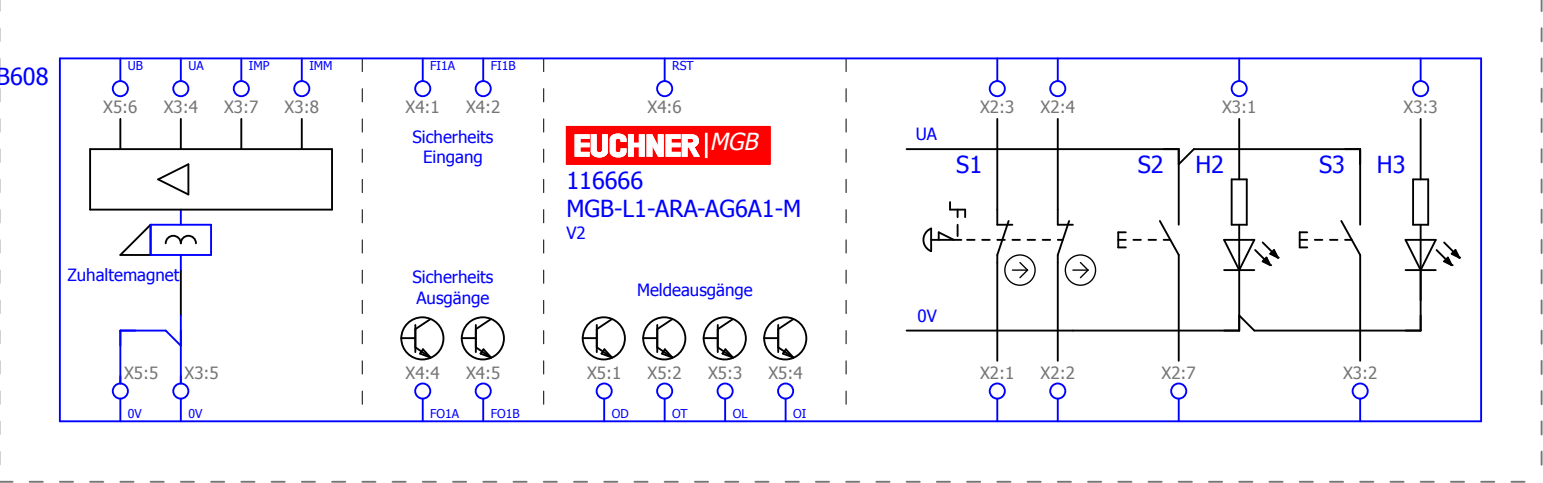 B608
UB UA IMP IMM FI1A FI1B RST
X5:6 X3:4 X3:7 X3:8 X4:1 X4:2 X4:6 X2:3 X2:4 X3:1 X3:3
Sicherheits
Eingang
EUCHNER|MGB
116666
MGB-L1-ARA-AG6A1-M
V2
UA
S1 S2 H2 S3 H3
Zuhaltemagnet
Sicherheits
Ausgänge
Meldeausgänge
0V
X5:5 X3:5 X4:4 X4:5 X5:1 X5:2 X5:3 X5:4 X2:1 X2:2 X2:7 X3:2
0V 0V FO1A FO1B OD OT OL OI